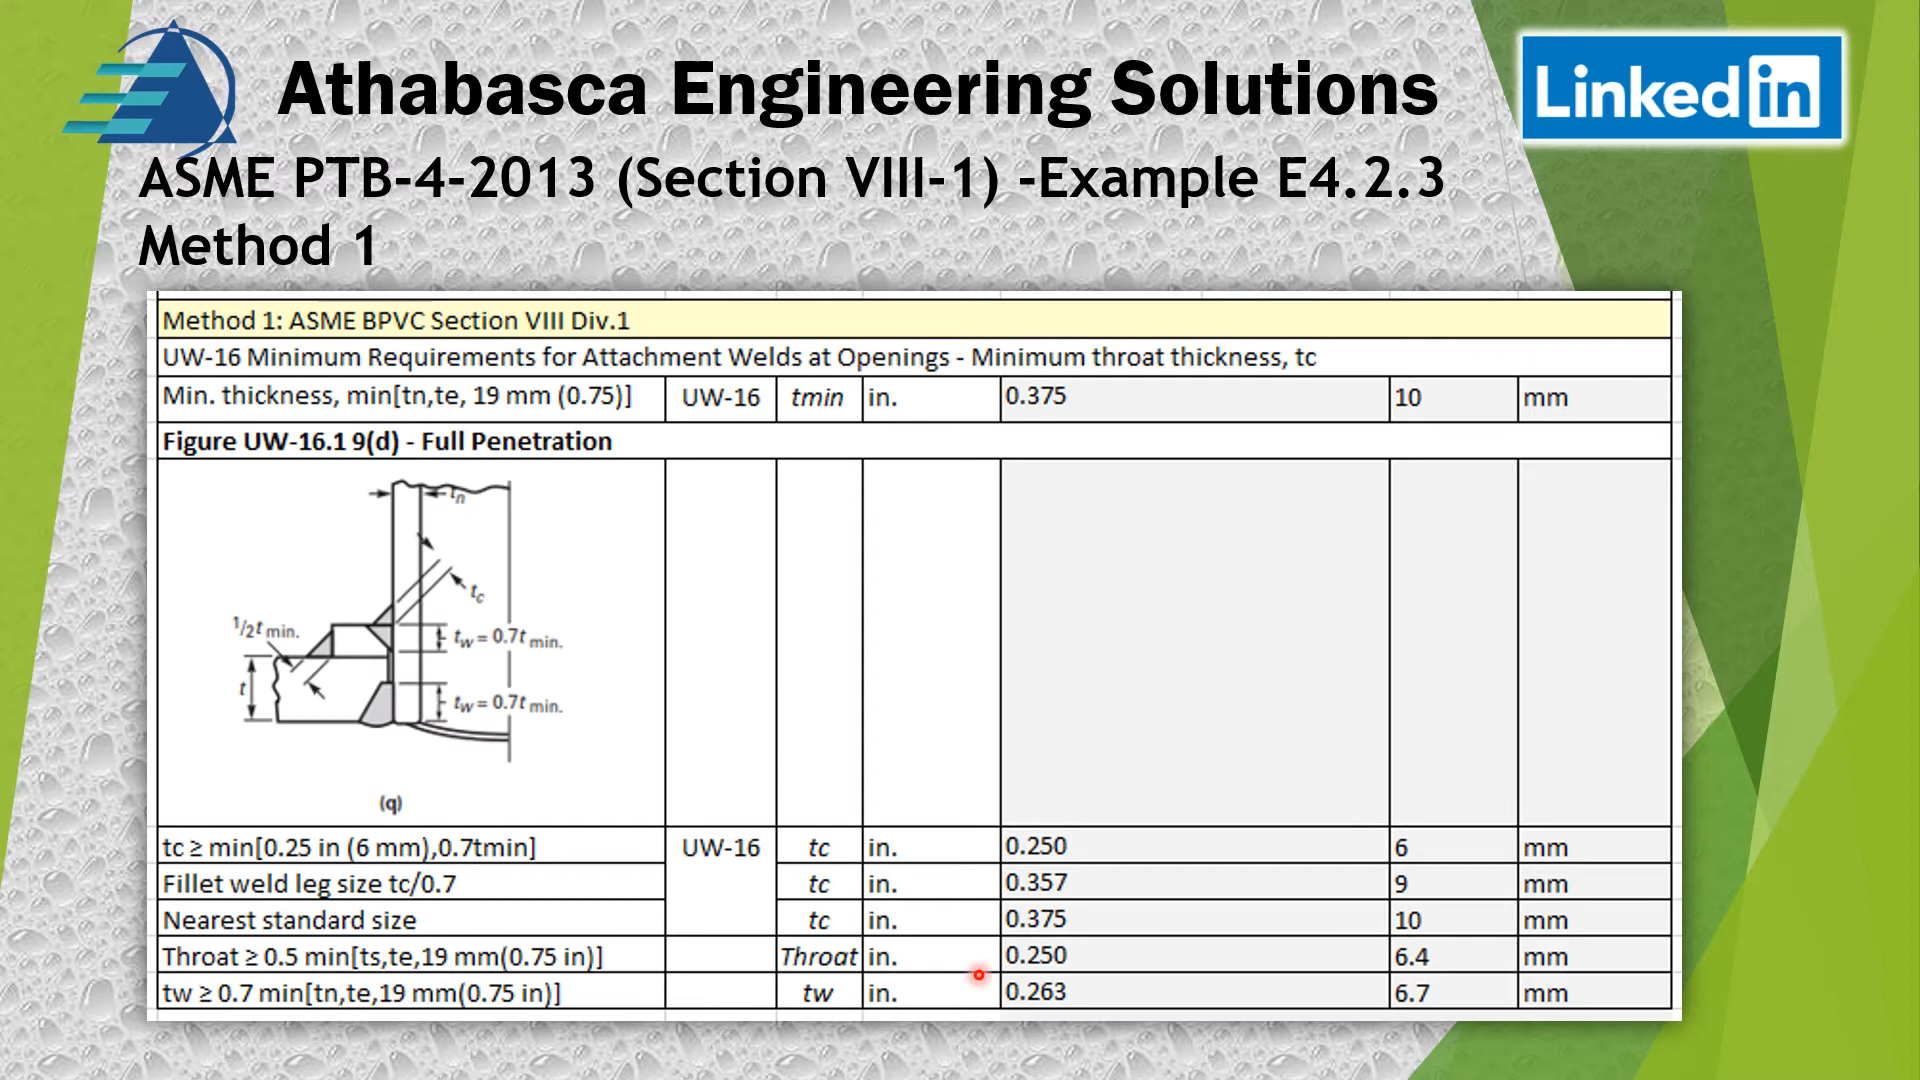 Athabasca Engineering Solutions
Linked in
ASME PTB-4-2013 (Section VIII-1) -Example E4.2.3
Method 1
Method 1: ASME BPVC Section VIII Div.1
UW-16 Minimum Requirements for Attachment Welds at Openings - Minimum throat thickness, tc
Min. thickness, min[tn,te, 19 mm (0.75)] UW-16 tmin in. 0.375 10 mm
Figure UW-16.1 9(d) - Full Penetration
tn
tc
1/2t min.
tw = 0.7t min.
t
tw = 0.7t min.
(q)
tc ≥ min[0.25 in (6 mm),0.7tmin] UW-16 tc in. 0.250 6 mm
Fillet weld leg size tc/0.7 tc in. 0.357 9 mm
Nearest standard size tc in. 0.375 10 mm
Throat ≥ 0.5 min[ts,te,19 mm(0.75 in)] Throat in. 0.250 6.4 mm
tw ≥ 0.7 min[tn,te,19 mm(0.75 in)] tw in. 0.263 6.7 mm